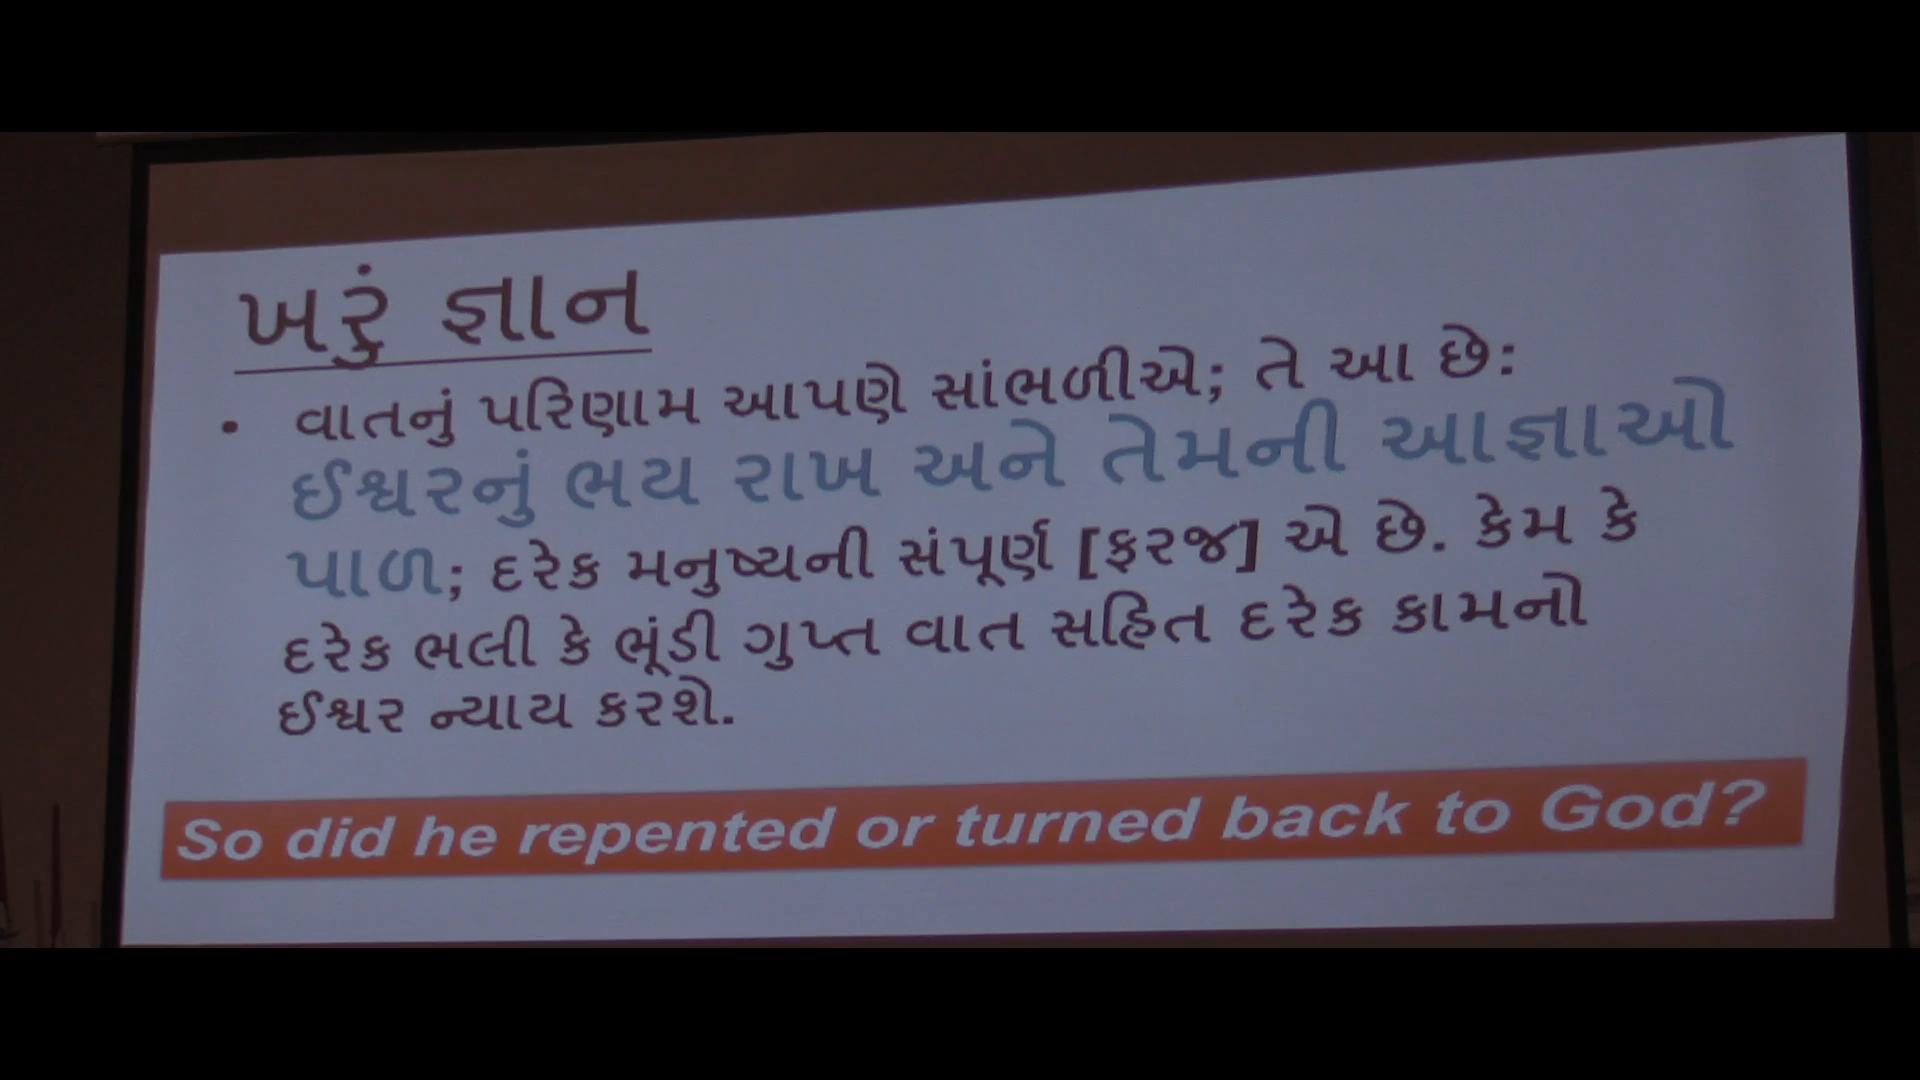 ખરું જ્ઞાન
• વાતનું પરિણામ આપણે સાંભળીએ; તે આ છે:
ઈશ્વરનું ભય રાખ અને તેમની આજ્ઞાઓ
પાળ; દરેક મનુષ્યની સંપૂર્ણ [ફરજ] એ છે. કેમ કે
દરેક ભલી કે ભૂંડી ગુપ્ત વાત સહિત દરેક કામનો
ઈશ્વર ન્યાય કરશે.
So did he repented or turned back to God?